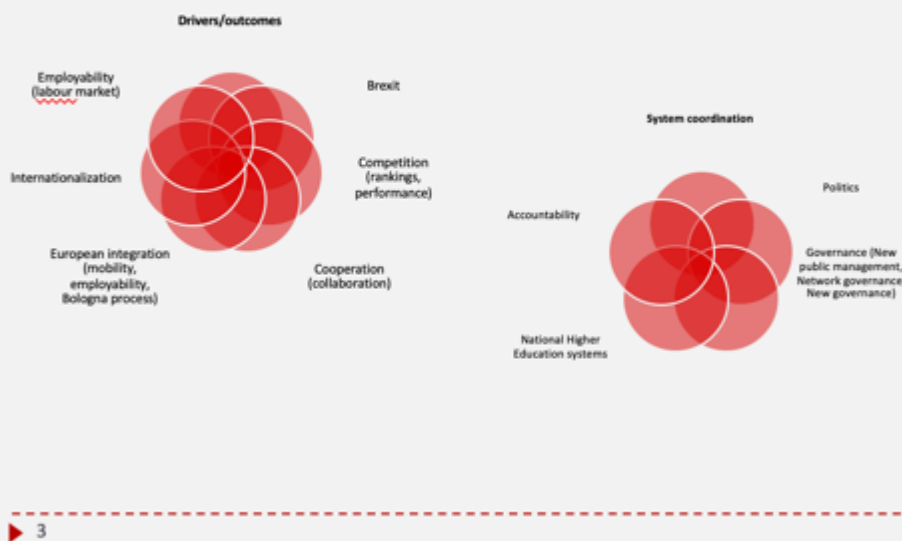 Drivers/outcomes
Employability
(labour market)
Brexit
Competition
(rankings,
performance)
Internationalization
European integration
(mobility,
employability,
Bologna process)
Cooperation
(collaboration)
System coordination
Politics
Accountability
Governance (New
public management,
Network governance,
New governance)
National Higher
Education systems
3